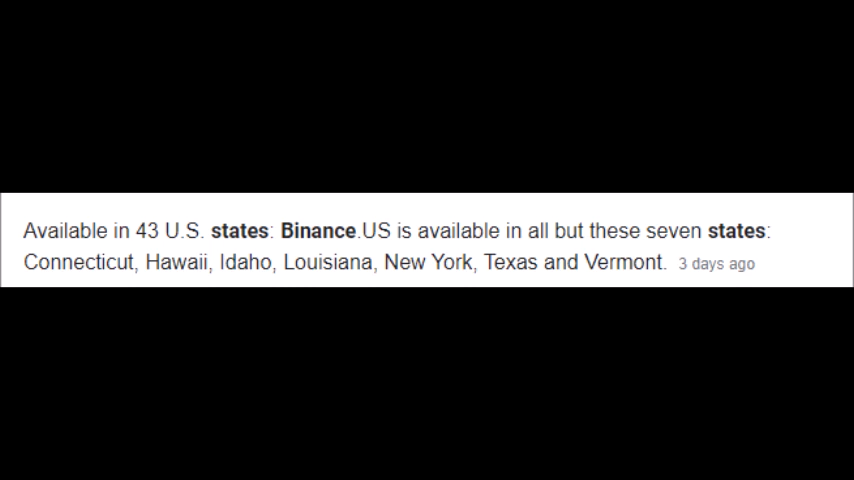 Available in 43 U.S. states: Binance.US is available in all but these seven states:
Connecticut, Hawaii, Idaho, Louisiana, New York, Texas and Vermont. 3 days ago